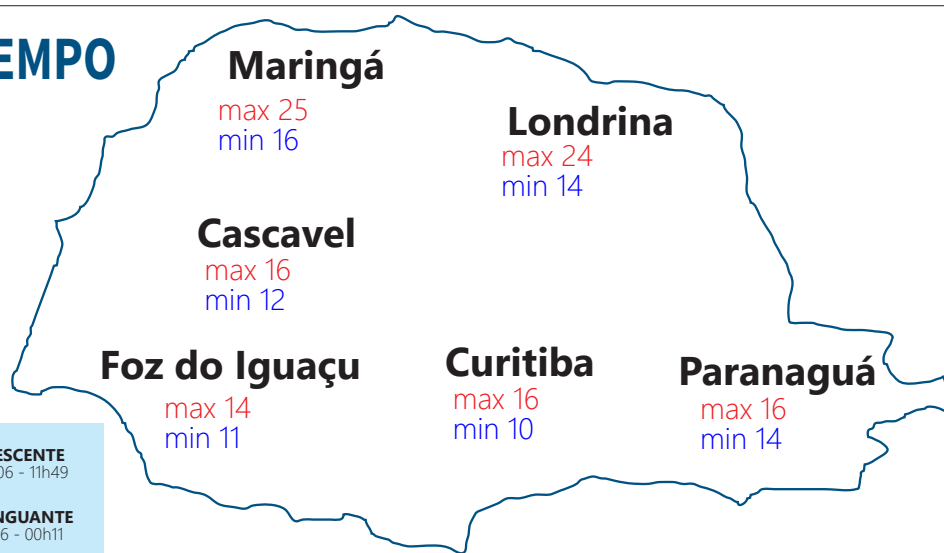 EMPO
Maringá
max 25
min 16
Londrina
max 24
min 14
Cascavel
max 16
min 12
Foz do Iguaçu
max 14
min 11
Curitiba
max 16
min 10
Paranaguá
max 16
min 14
ESCENTE
06 - 11h49
NGUANTE
6 - 00h11